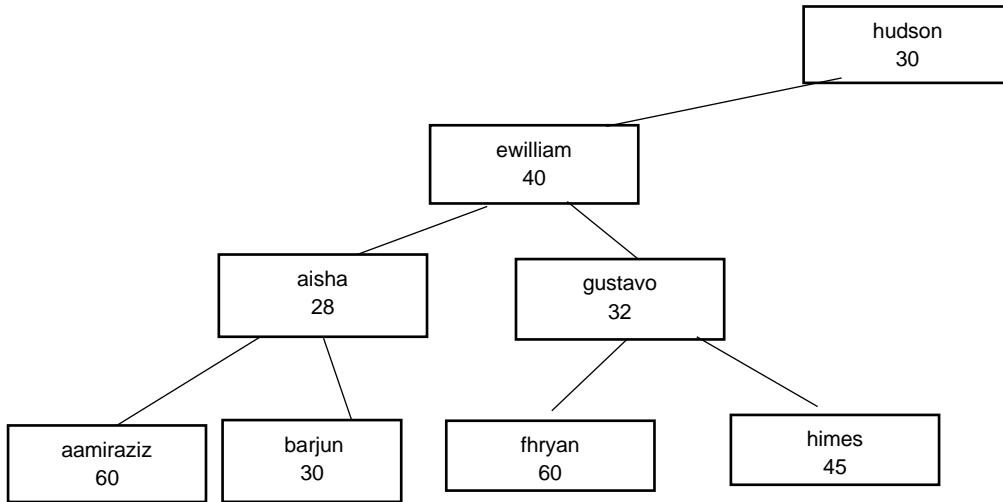 hudson
30
ewilliam
40
aisha
28
gustavo
32
aamiraziz
60
barjun
30
fhryan
60
himes
45